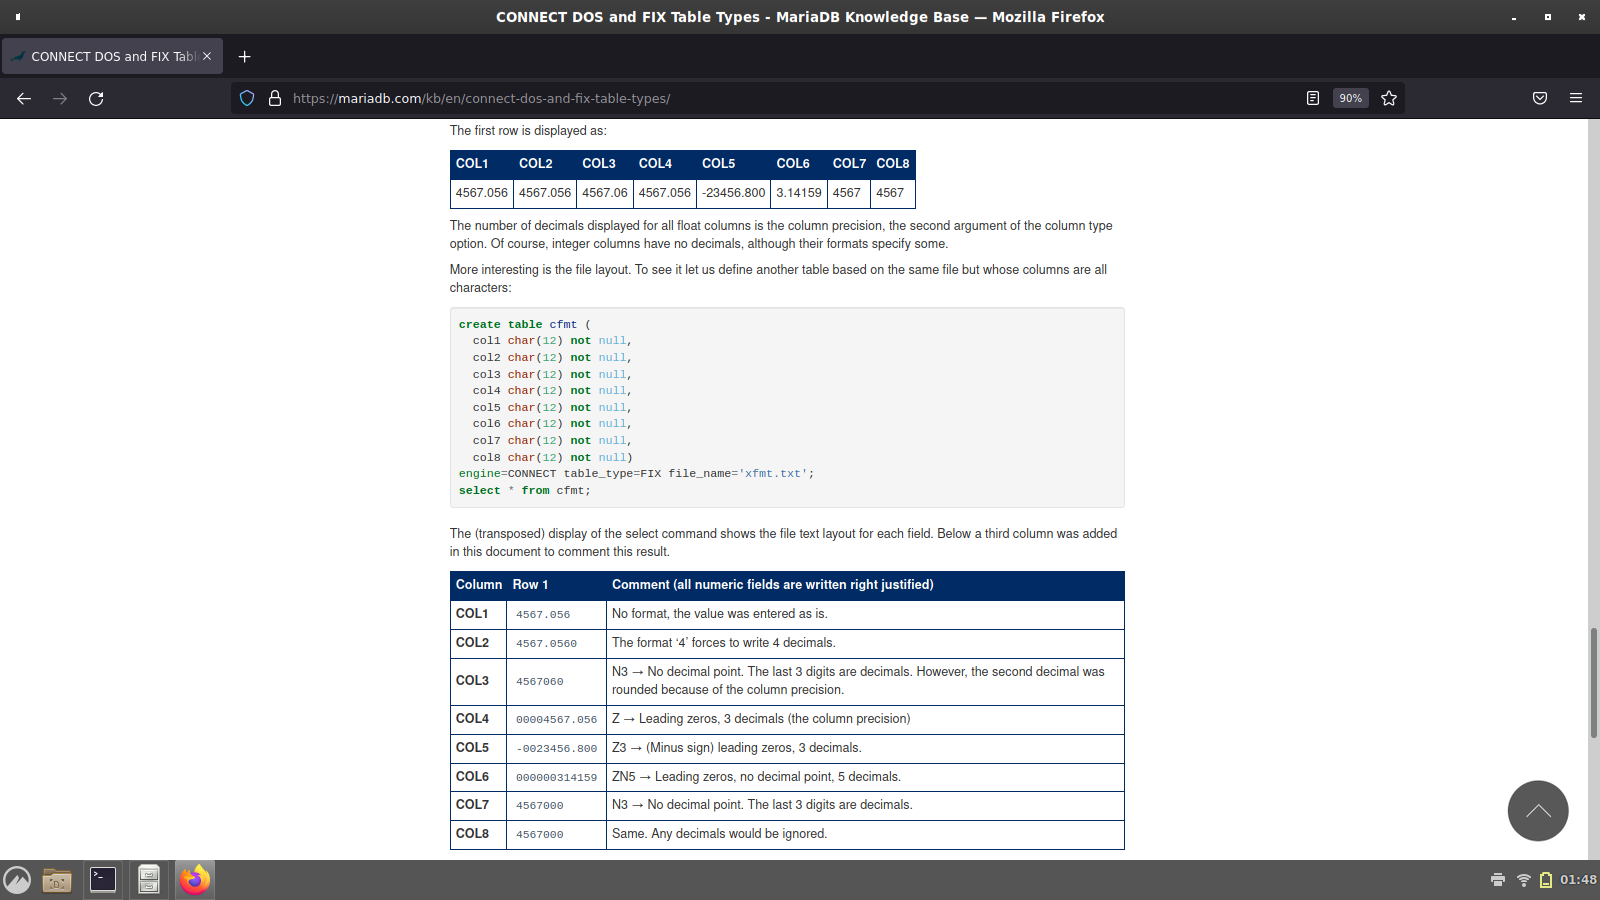 CONNECT DOS and FIX Table Types - MariaDB Knowledge Base — Mozilla Firefox
CONNECT DOS and FIX Tabl
https://mariadb.com/kb/en/connect-dos-and-fix-table-types/
90%
The first row is displayed as:
COL1 COL2 COL3 COL4 COL5 COL6 COL7 COL8
4567.056 4567.056 4567.06 4567.056 -23456.800 3.14159 4567 4567
The number of decimals displayed for all float columns is the column precision, the second argument of the column type
option. Of course, integer columns have no decimals, although their formats specify some.
More interesting is the file layout. To see it let us define another table based on the same file but whose columns are all
characters:
create table cfmt (
  col1 char(12) not null,
  col2 char(12) not null,
  col3 char(12) not null,
  col4 char(12) not null,
  col5 char(12) not null,
  col6 char(12) not null,
  col7 char(12) not null,
  col8 char(12) not null)
engine=CONNECT table_type=FIX file_name='xfmt.txt';
select * from cfmt;
The (transposed) display of the select command shows the file text layout for each field. Below a third column was added
in this document to comment this result.
Column Row 1 Comment (all numeric fields are written right justified)
COL1 4567.056 No format, the value was entered as is.
COL2 4567.0560 The format ‘4’ forces to write 4 decimals.
COL3 4567060 N3 → No decimal point. The last 3 digits are decimals. However, the second decimal was
rounded because of the column precision.
COL4 00004567.056 Z → Leading zeros, 3 decimals (the column precision)
COL5 -0023456.800 Z3 → (Minus sign) leading zeros, 3 decimals.
COL6 000000314159 ZN5 → Leading zeros, no decimal point, 5 decimals.
COL7 4567000 N3 → No decimal point. The last 3 digits are decimals.
COL8 4567000 Same. Any decimals would be ignored.
01:48